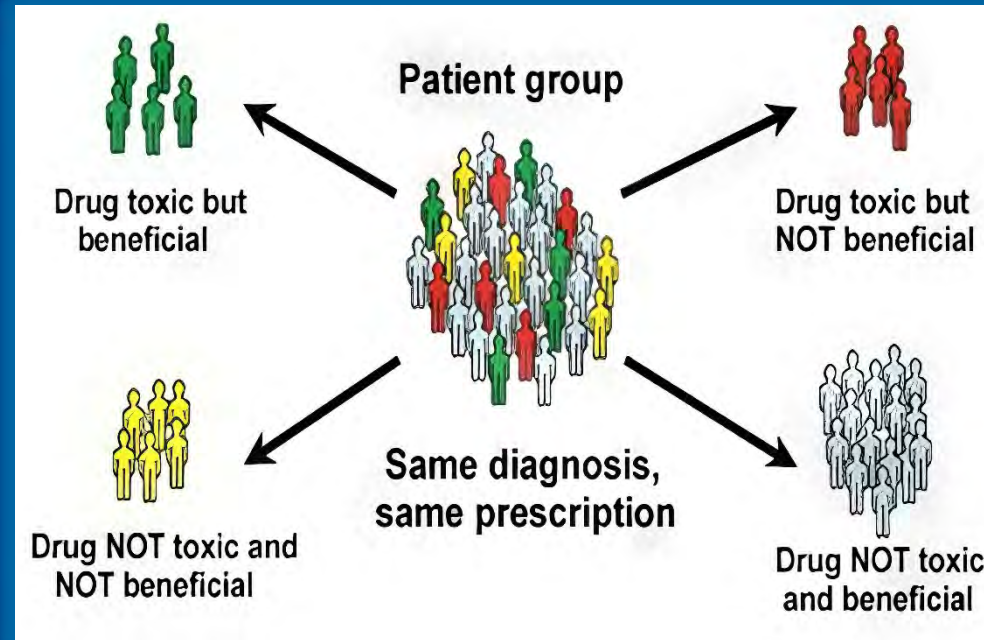 Patient group
Drug toxic but
beneficial
Drug toxic but
NOT beneficial
Same diagnosis,
same prescription
Drug NOT toxic and
NOT beneficial
Drug NOT toxic
and beneficial